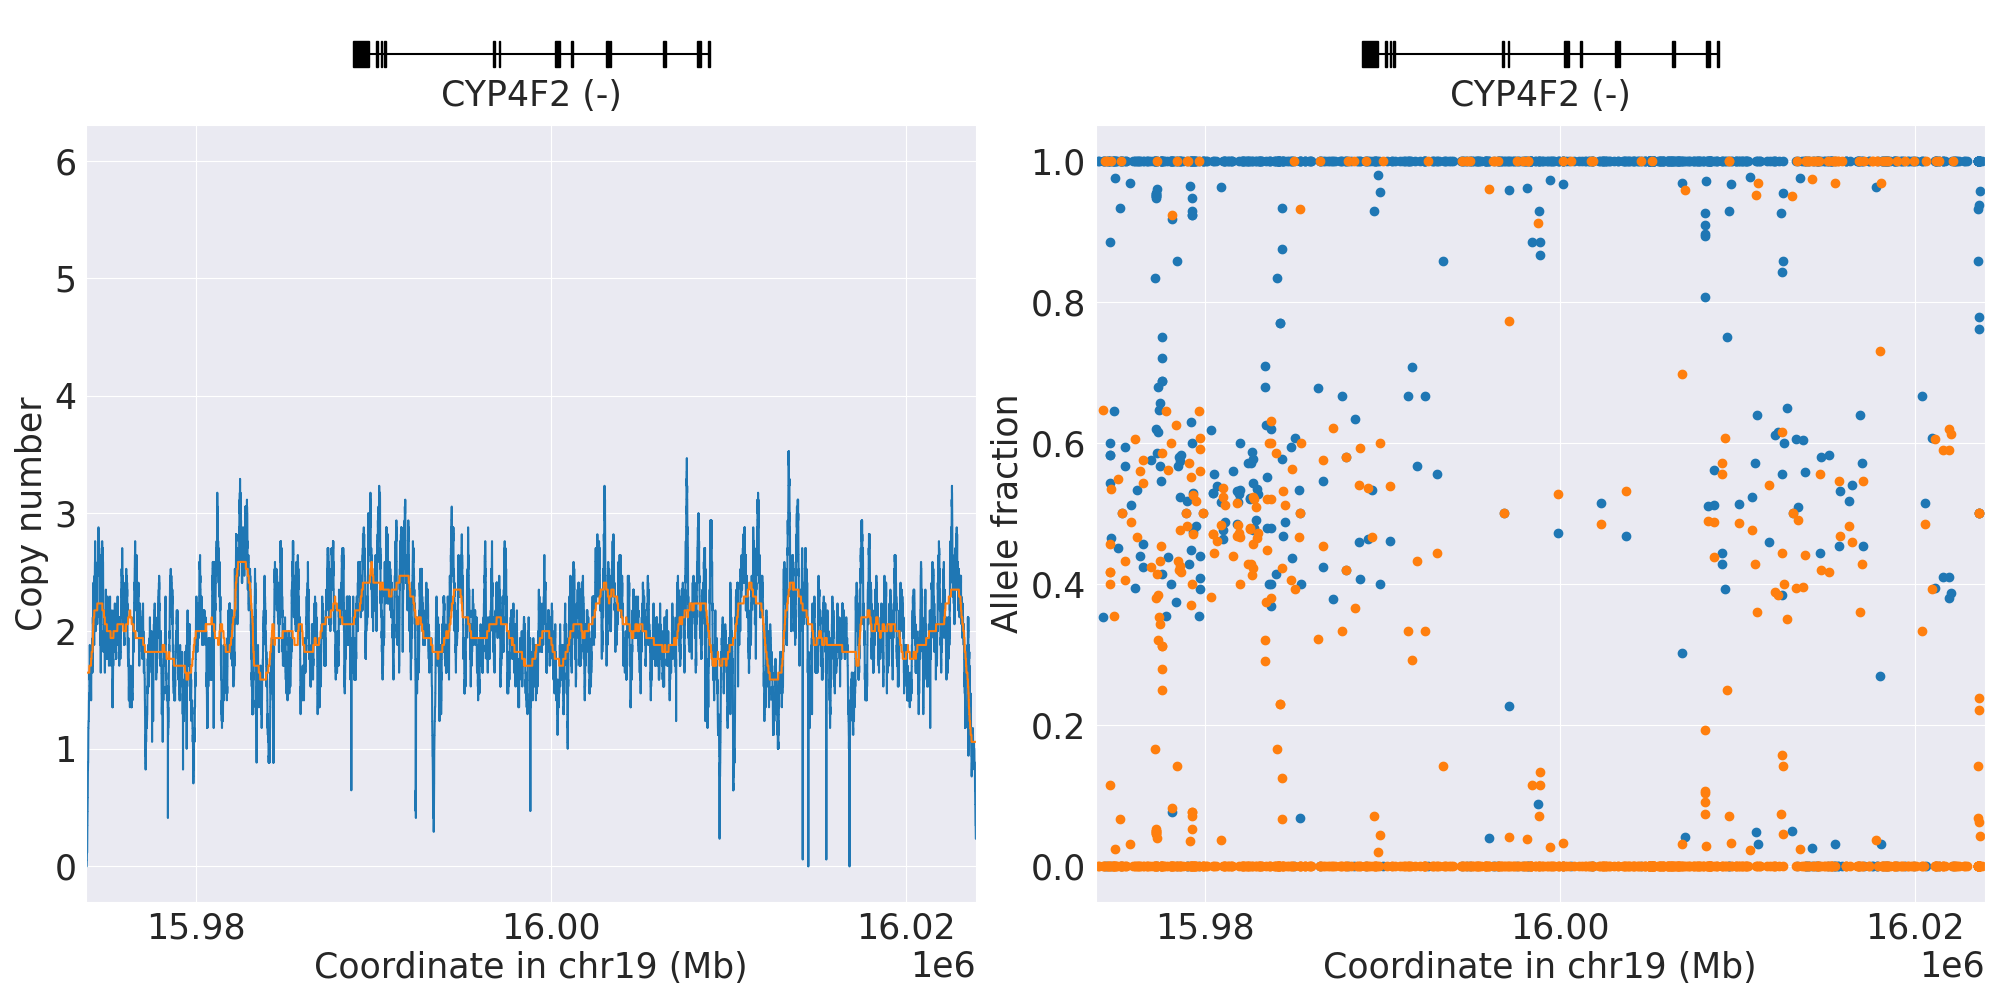 CYP4F2 (-)
6
5
4
3
2
1
0
Copy number
15.98
16.00
16.02
Coordinate in chr19 (Mb)
1e6
CYP4F2 (-)
1.0
0.8
0.6
0.4
0.2
0.0
Allele fraction
15.98
16.00
16.02
Coordinate in chr19 (Mb)
1e6